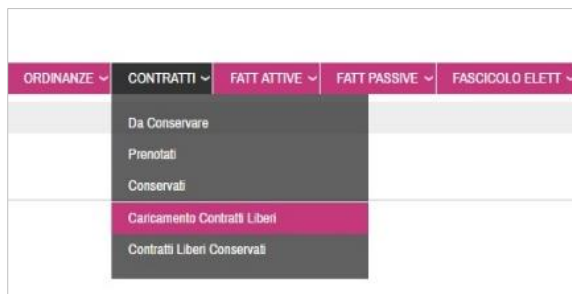 ORDINANZE CONTRATTI FATT ATTIVE FATT PASSIVE FASCICOLO ELETT
Da Conservare
Prenotati
Conservati
Caricamento Contratti Liberi
Contratti Liberi Conservati